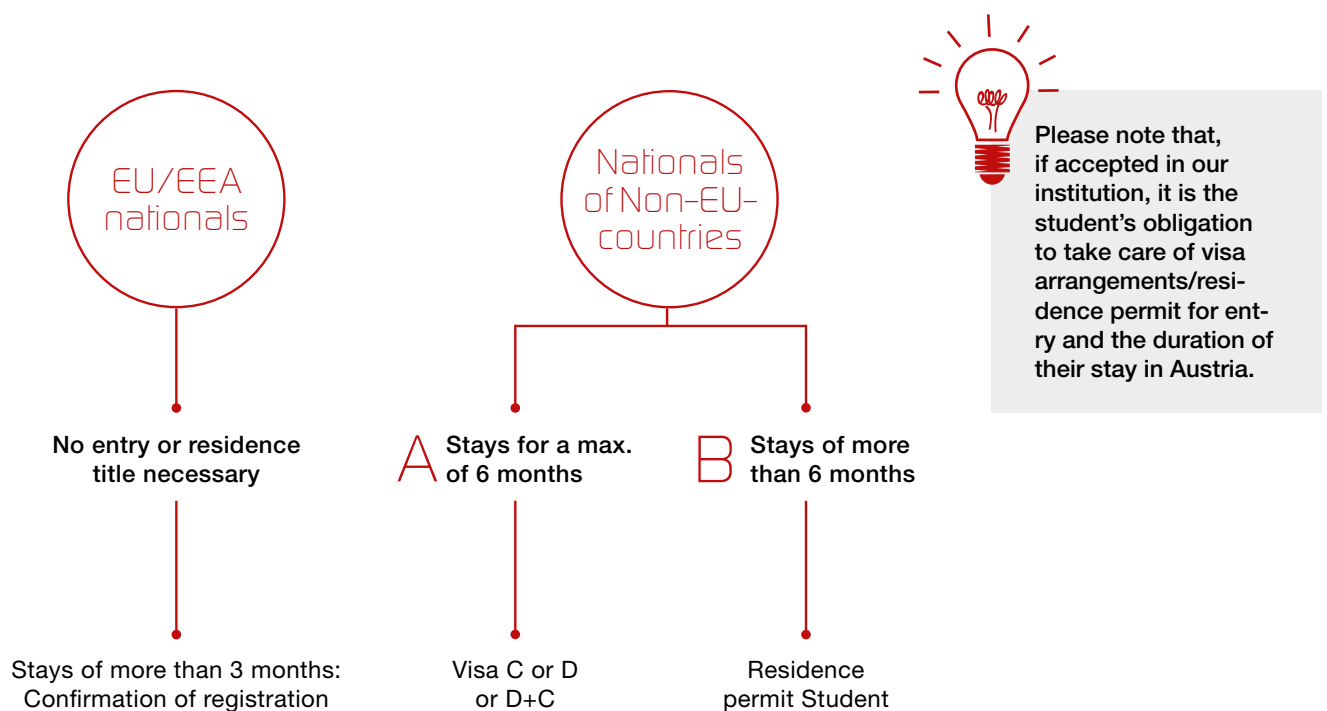 EU/EEA
nationals
No entry or residence
title necessary
Stays of more than 3 months:
Confirmation of registration
Nationals
of Non-EU-
countries
A
Stays for a max.
of 6 months
Visa C or D
or D+C
B
Stays of more
than 6 months
Residence
permit Student
Please note that,
if accepted in our
institution, it is the
student’s obligation
to take care of visa
arrangements/resi-
dence permit for ent-
ry and the duration of
their stay in Austria.